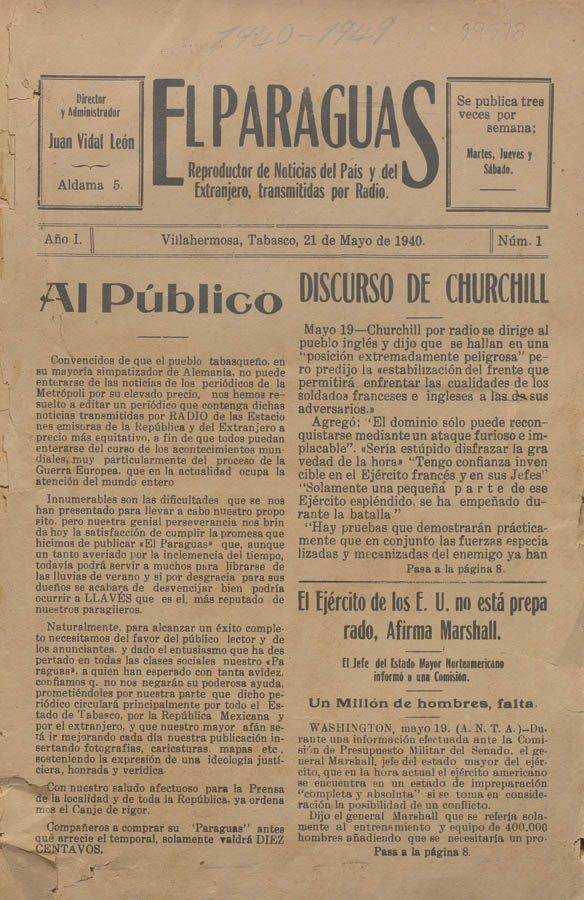 1940-1949
Director
y Administrador
Juan Vidal León
Aldama 5.
EL PARAGUAS
Reproductor de Noticias del País y del
Extranjero, transmitidas por Radio.
Se publica tres
veces por
semana;
Martes, Jueves y
Sábado.
Año I.
Villahermosa, Tabasco, 21 de Mayo de 1940.
Núm. 1
Al Público
Convencidos de que el pueblo tabasqueño, en
su mayoría simpatizador de Alemania, no puede
enterarse de las noticias de los periódicos de la
Metrópoli por su elevado precio, nos hemos re-
suelto a editar un periódico que contenga dichas
noticias transmitidas por RADIO de las Estacio
nes emisoras de la República y del Extranjero a
precio más equitativo, a fin de que todos puedan
enterarse del curso de los acontecimientos mun-
diales, muy particularmente del proceso de la
Guerra Europea, que en la actualidad ocupa la
atención del mundo entero
Innumerables son las dificultades que se nos
han presentado para llevar a cabo nuestro propo
sito, pero nuestra genial perseverancia nos brin
da hoy la satisfacción de cumplir la promesa que
hicimos de publicar «El Paraguas» que, aunque
un tanto averiado por la inclemencia del tiempo,
todavía podrá servir a muchos para librarse de
las lluvias de verano y si por desgracia para sus
dueños se acabara de desvencijar bien podría
ocurrir a LLAVES que es el más reputado de
nuestros paragüeros.
Naturalmente, para alcanzar un éxito comple-
to necesitamos del favor del público lector y de
los anunciantes, y dado el entusiasmo que ha des
pertado en todas las clases sociales nuestro «Pa
raguas», a quien han esperado con tanta avidez,
confiamos q. no nos negarán su poderosa ayuda,
prometiéndoles por nuestra parte que dicho pe-
riódico circulará principalmente por todo el Es-
tado de Tabasco, por la República Mexicana y
por el extranjero, y que nuestro mayor afán se-
rá ir mejorando cada día nuestra publicación in-
sertando fotografías, caricaturas mapas etc.,
sosteniendo la expresión de una ideología justi-
ciera, honrada y verídica
Con nuestro saludo afectuoso para la Prensa
de la localidad y de toda la República, ya ordena
mos el Canje de rigor.
Compañeros a comprar su 'Paraguas" antes
que arrecie el temporal, solamente valdrá DIEZ
CENTAVOS.
DISCURSO DE CHURCHILL
Mayo 19—Churchill por radio se dirige al
pueblo inglés y dijo que se hallan en una
"posición extremadamente peligrosa" pe-
ro predijo la «estabilización del frente que
permitirá enfrentar las cualidades de los
soldados franceses e ingleses a las de sus
adversarios.»
Agregó: "El dominio sólo puede recon-
quistarse mediante un ataque furioso e im-
placable". «Sería estúpido disfrazar la gra
vedad de la hora» "Tengo confianza inven
cible en el Ejército francés y en sus Jefes"
"Solamente una pequeña parte de ese
Ejército espléndido, se ha empeñado du-
rante la batalla."
"Hay pruebas que demostrarán práctica-
mente que en conjunto las fuerzas especia
lizadas y mecanizadas del enemigo ya han
Pasa a la página 8.
El Ejército de los E. U. no está prepa
rado, Afirma Marshall.
El Jefe del Estado Mayor Norteamericano
informó a una Comisión.
Un Millón de hombres, falta.
WASHINGTON, mayo 19. (A. N. T. A.)—Du-
rante una información efectuada ante la Comi-
sión de Presupuesto Militar del Senado, el ge-
neral Marshall, jefe del estado mayor del ejér-
cito, que en la hora actual el ejército americano
se encuentra en un estado de impreparación
"completa y absoluta" si se toma en conside-
ración la posibilidad de un conflicto.
Dijo el general Marshall que se refería sola-
mente al entrenamiento y equipo de 400,000
hombres añadiendo que se necesitaría un pro-
Pasa a la página 8.